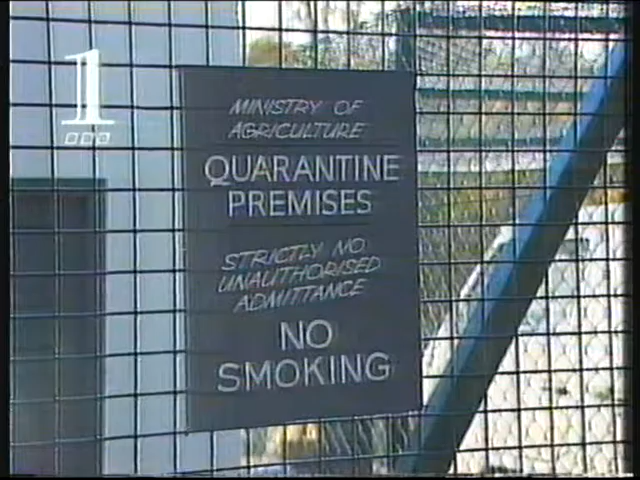 1
BBC
MINISTRY OF
AGRICULTURE
QUARANTINE
PREMISES
STRICTLY NO
UNAUTHORISED
ADMITTANCE
NO
SMOKING